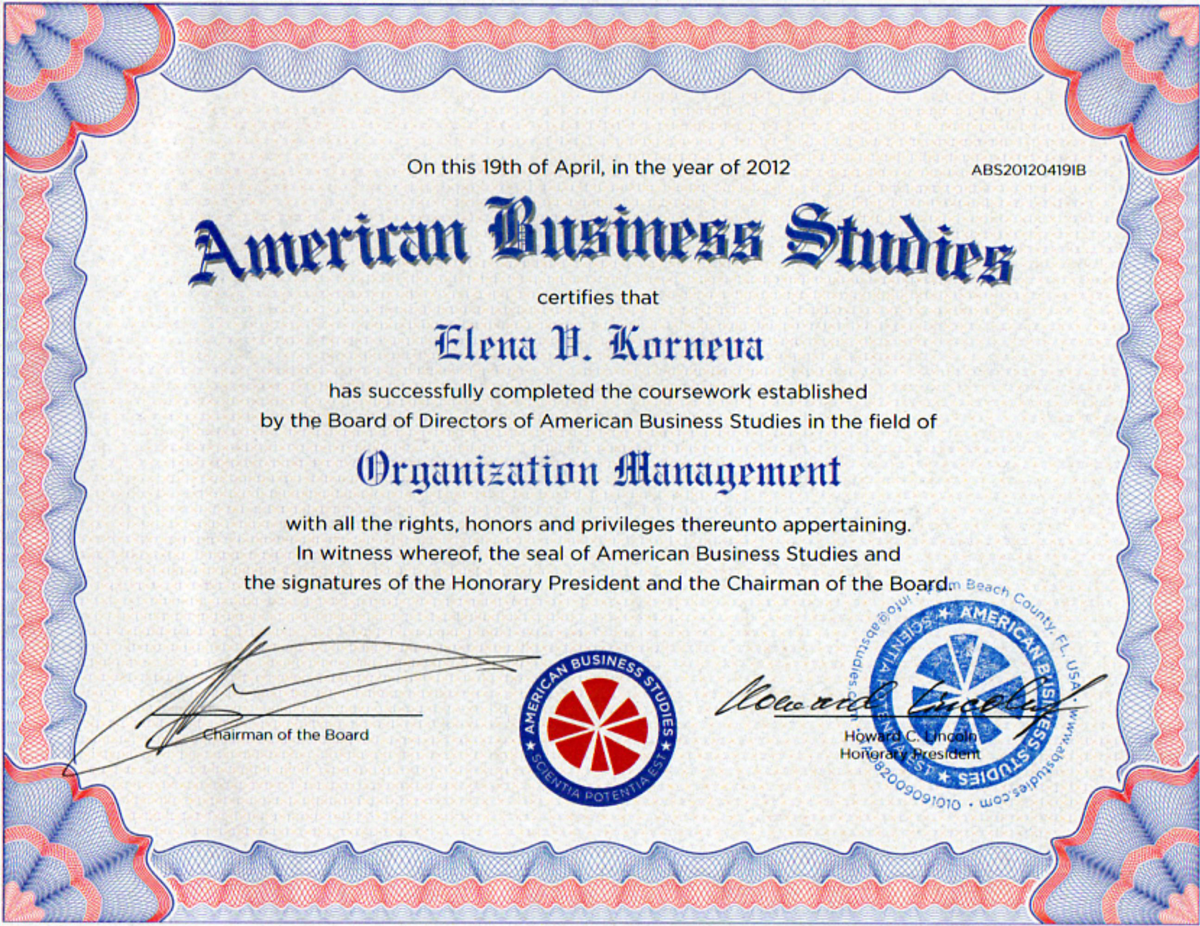 On this 19th of April, in the year of 2012
ABS20120419IB
American Business Studies
certifies that
Elena V. Korneva
has successfully completed the coursework established
by the Board of Directors of American Business Studies in the field of
Organization Management
with all the rights, honors and privileges thereunto appertaining.
In witness whereof, the seal of American Business Studies and
the signatures of the Honorary President and the Chairman of the Board.
Chairman of the Board
AMERICAN BUSINESS STUDIES
★ SCIENTIA POTENTIA EST ★
Howard C. Lincoln
Howard C. Lincoln
Honorary President
★ AMERICAN BUSINESS STUDIES ★
SCIENTIA POTENTIA EST
Beach County, FL, USA
www.abstudies.com
info@abstudies.com